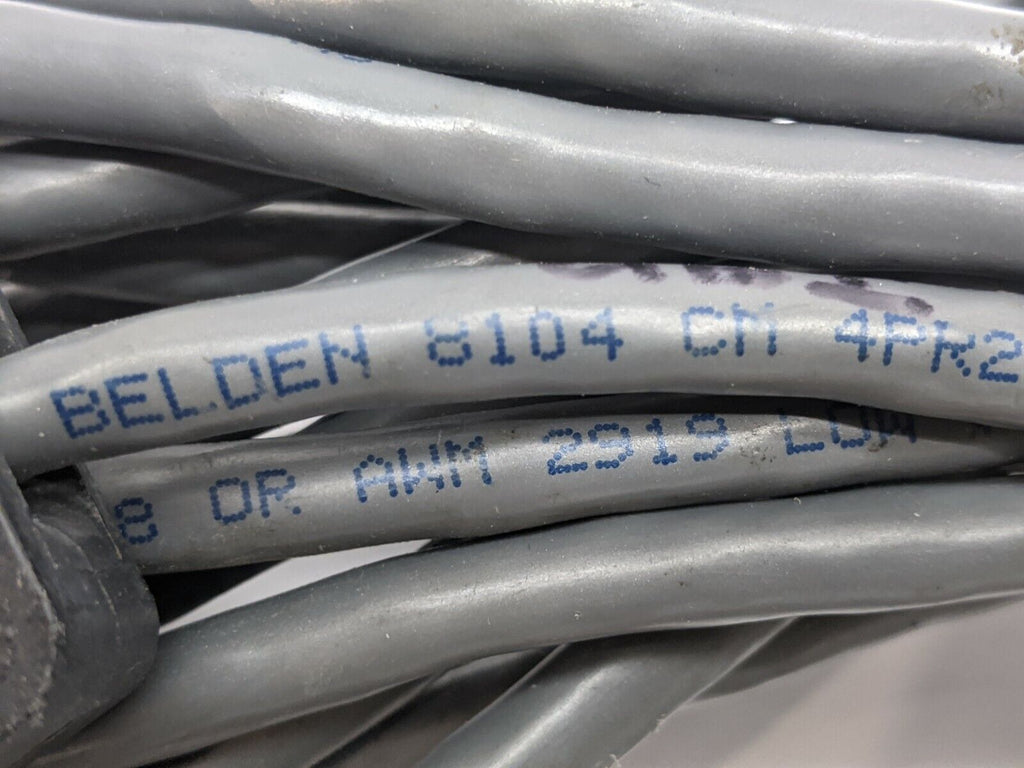 BELDEN 8104 CM 4PR2
8 OR AWM 2919 LOW